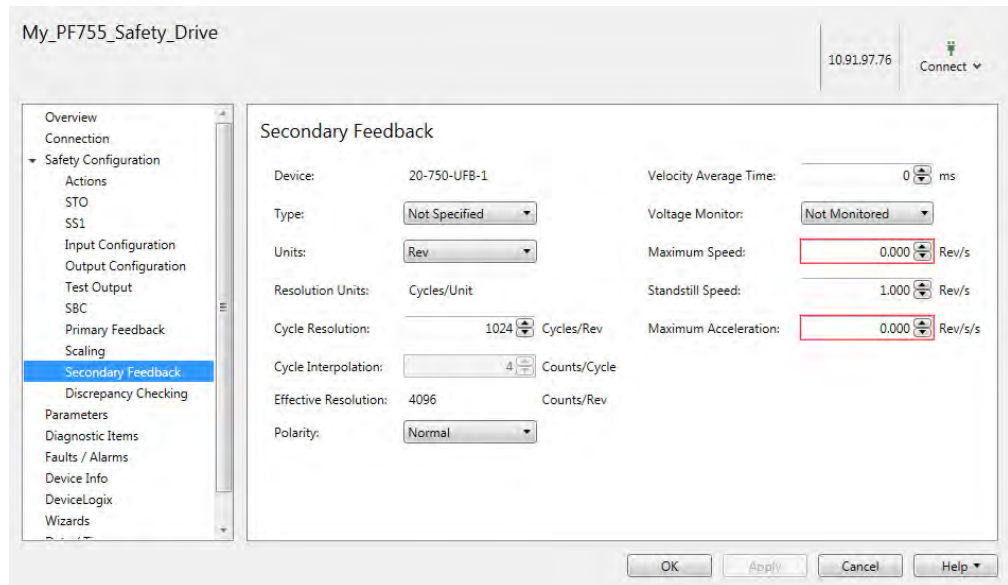 My_PF755_Safety_Drive
10.91.97.76
Connect
Overview
Connection
Safety Configuration
Actions
STO
SS1
Input Configuration
Output Configuration
Test Output
SBC
Primary Feedback
Scaling
Secondary Feedback
Discrepancy Checking
Parameters
Diagnostic Items
Faults / Alarms
Device Info
DeviceLogix
Wizards
Secondary Feedback
Device: 20-750-UFB-1
Type: Not Specified
Units: Rev
Resolution Units: Cycles/Unit
Cycle Resolution: 1024 Cycles/Rev
Cycle Interpolation: 4 Counts/Cycle
Effective Resolution: 4096 Counts/Rev
Polarity: Normal
Velocity Average Time: 0 ms
Voltage Monitor: Not Monitored
Maximum Speed: 0.000 Rev/s
Standstill Speed: 1.000 Rev/s
Maximum Acceleration: 0.000 Rev/s/s
OK
Apply
Cancel
Help